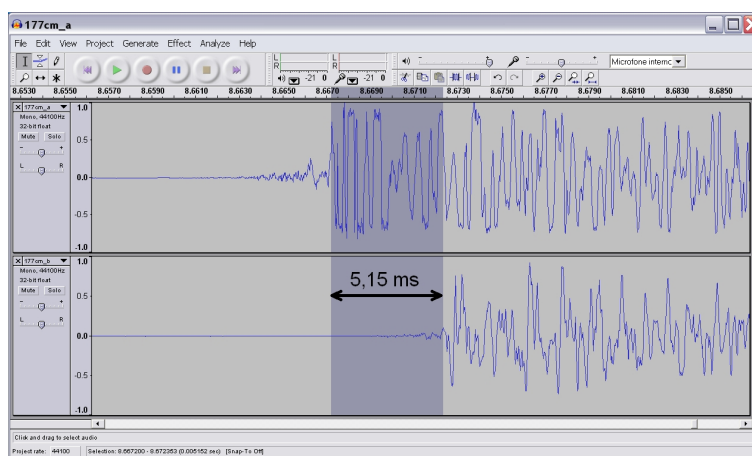 177cm_a
File Edit View Project Generate Effect Analyze Help
L R L R
-21 0 -21 0
Microfone internc
8.6530 8.6550 8.6570 8.6590 8.6610 8.6630 8.6650 8.6670 8.6690 8.6710 8.6730 8.6750 8.6770 8.6790 8.6810 8.6830 8.6850
177cm_a
Mono, 44100Hz
32-bit float
Mute Solo
- +
L R
1.0
0.5-
0.0-
-0.5-
-1.0
177cm_b
Mono, 44100Hz
32-bit float
Mute Solo
- +
L R
1.0
0.5-
0.0-
-0.5-
-1.0
5,15 ms
Click and drag to select audio
Project rate: 44100 Selection: 8.667200 - 8.672353 (0.005152 sec) [Snap-To Off]